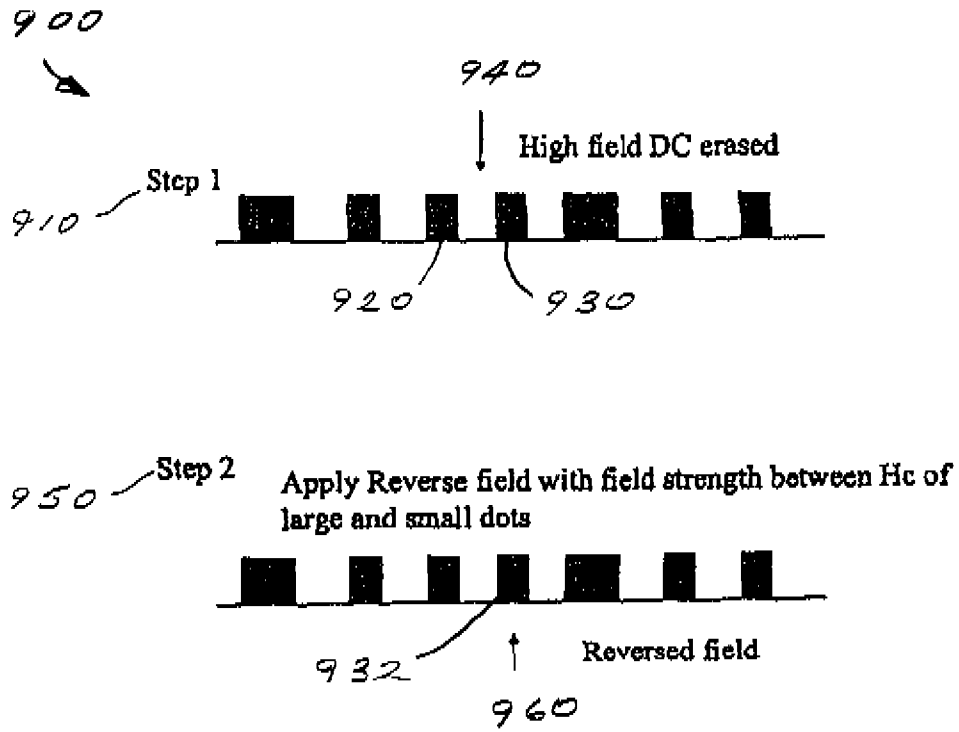 900
940
High field DC erased
Step 1
910
920
930
Step 2
950
Apply Reverse field with field strength between Hc of
large and small dots
932
Reversed field
960